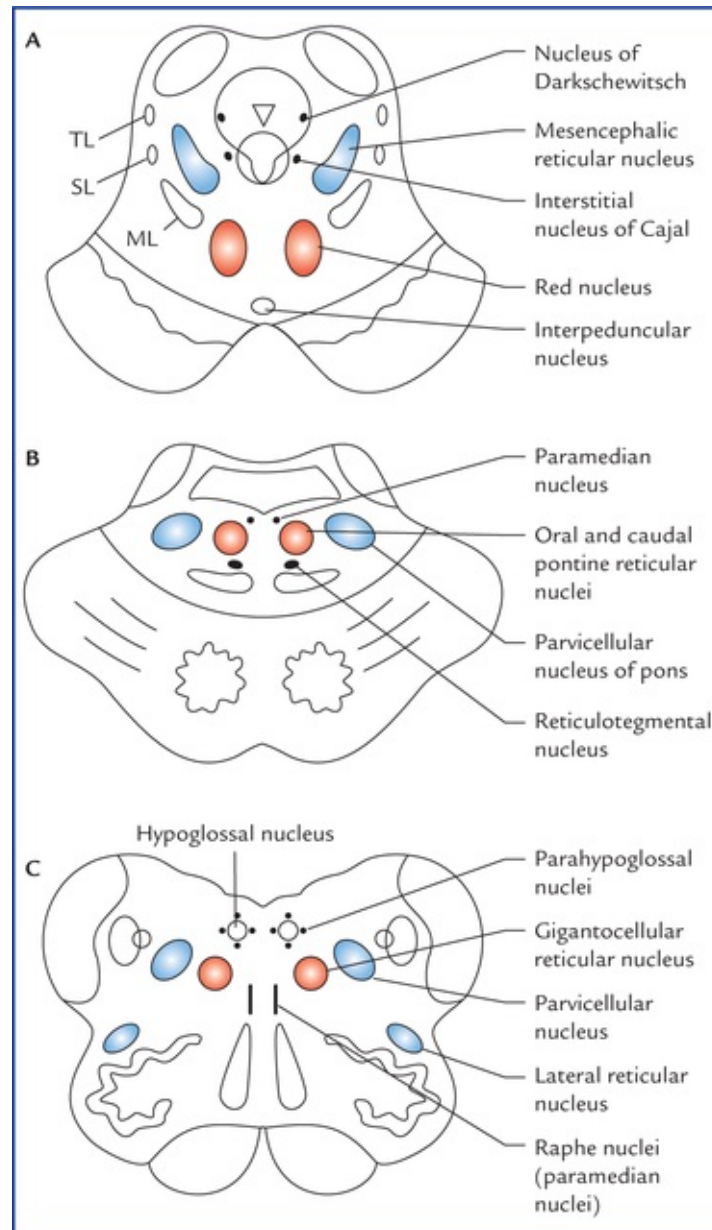 A
Nucleus of
Darkschewitsch
Mesencephalic
reticular nucleus
TL
SL
Interstitial
nucleus of Cajal
ML
Red nucleus
Interpeduncular
nucleus
B
Paramedian
nucleus
Oral and caudal
pontine reticular
nuclei
Parvicellular
nucleus of pons
Reticulotegmental
nucleus
Hypoglossal nucleus
C
Parahypoglossal
nuclei
Gigantocellular
reticular nucleus
Parvicellular
nucleus
Lateral reticular
nucleus
Raphe nuclei
(paramedian
nuclei)